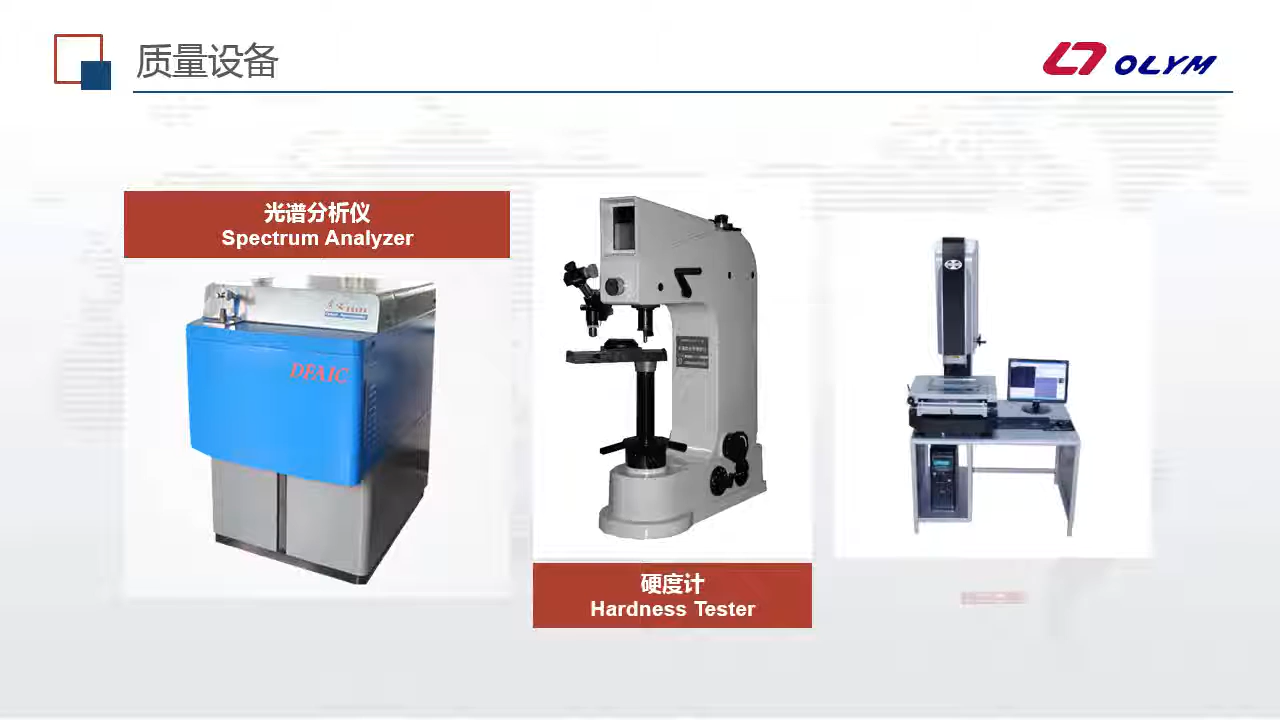 质量设备
OLYM
光谱分析仪
Spectrum Analyzer
DFAIC
硬度计
Hardness Tester